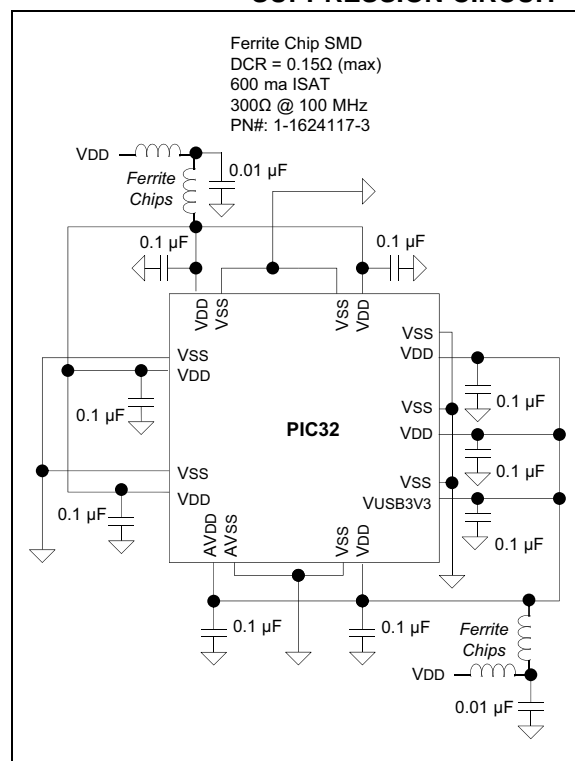 Ferrite Chip SMD
DCR = 0.15Ω (max)
600 ma ISAT
300Ω @ 100 MHz
PN#: 1-1624117-3
VDD
0.01 µF
Ferrite
Chips
0.1 µF
0.1 µF
VDD
VSS
VSS
VDD
VSS
VDD
0.1 µF
VSS
VDD
0.1 µF
PIC32
VSS
VDD
0.1 µF
VSS
VDD
0.1 µF
VSS
VUSB3V3
0.1 µF
AVDD
AVSS
VSS
VDD
0.1 µF
0.1 µF
Ferrite
Chips
VDD
0.01 µF